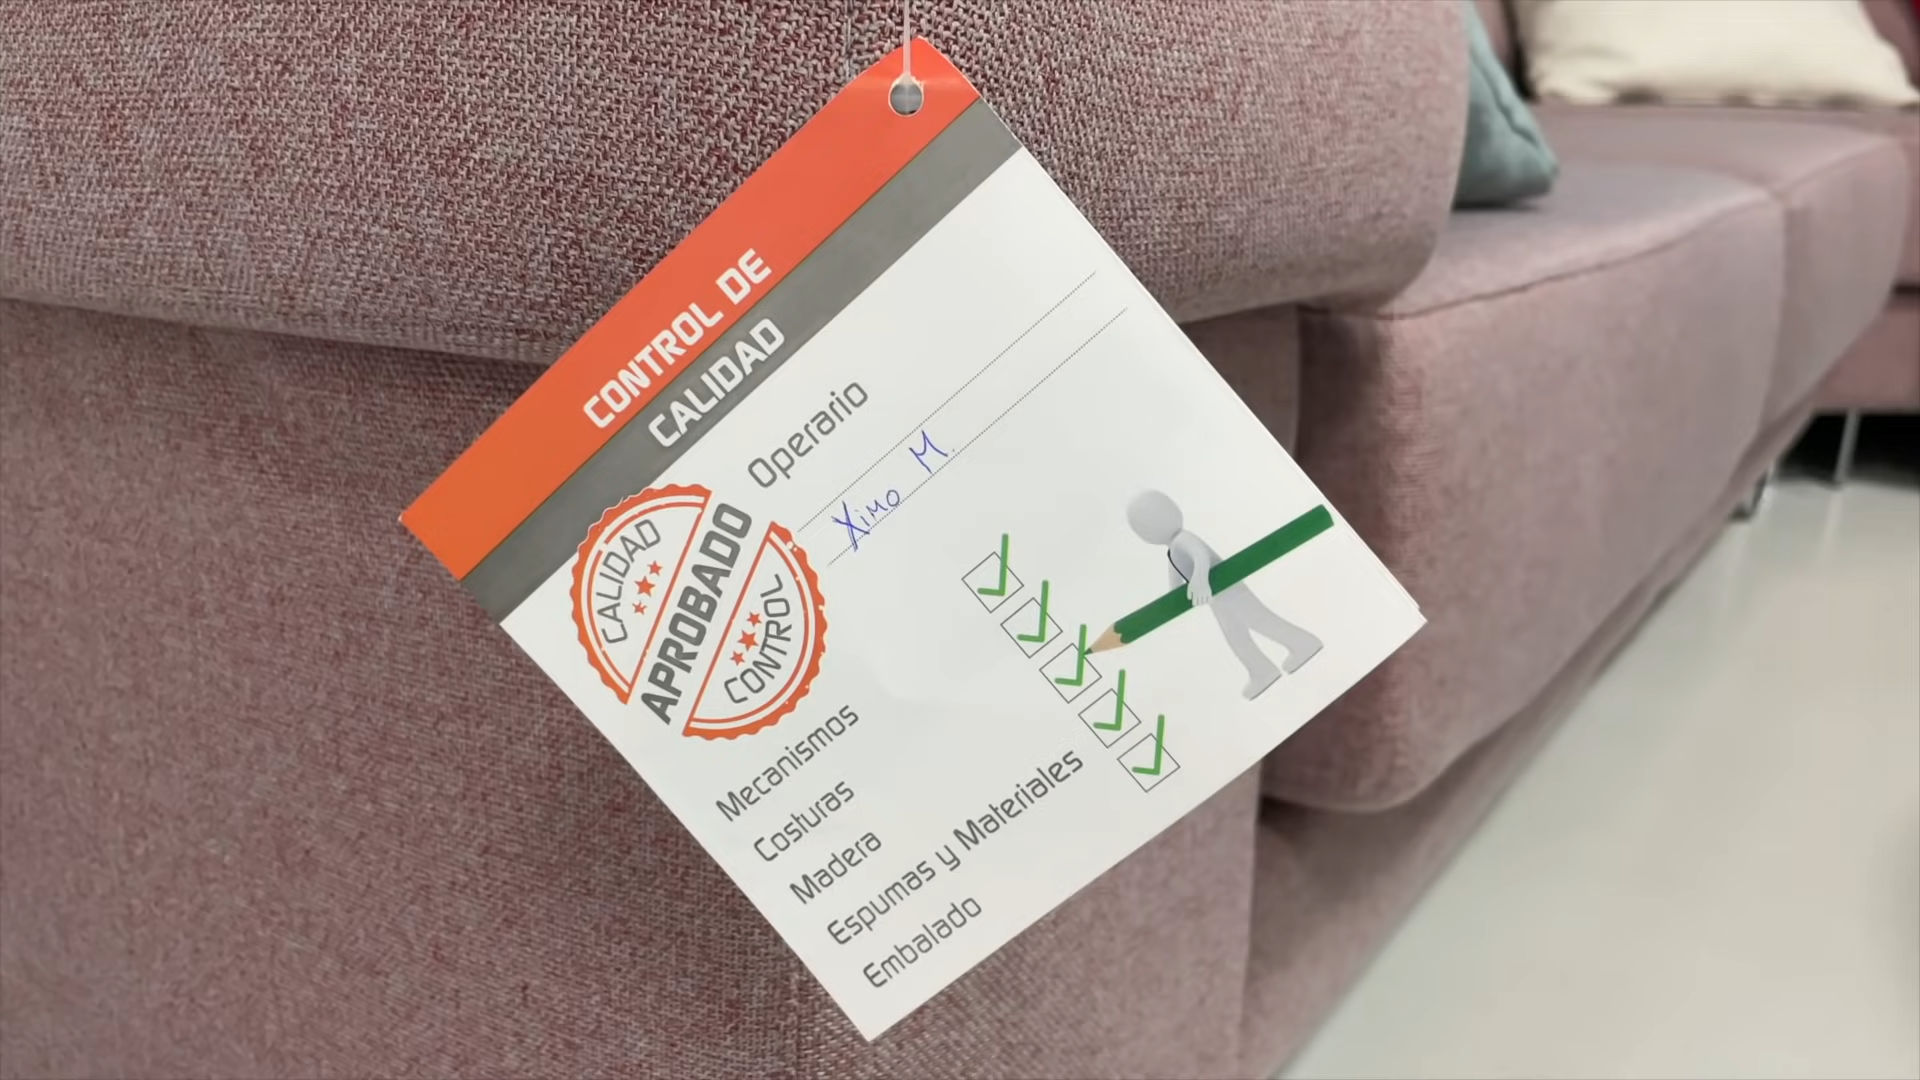 CONTROL DE
CALIDAD
Operario
Ximo M.
CALIDAD
APROBADO
CONTROL
Mecanismos
Costuras
Madera
Espumas y Materiales
Embalado